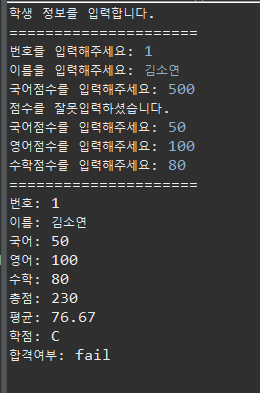 학생 정보를 입력합니다.
=====================
번호를 입력해주세요: 1
이름을 입력해주세요: 김소연
국어점수를 입력해주세요: 500
점수를 잘못입력하셨습니다.
국어점수를 입력해주세요: 50
영어점수를 입력해주세요: 100
수학점수를 입력해주세요: 80
=====================
번호: 1
이름: 김소연
국어: 50
영어: 100
수학: 80
총점: 230
평균: 76.67
학점: C
합격여부: fail